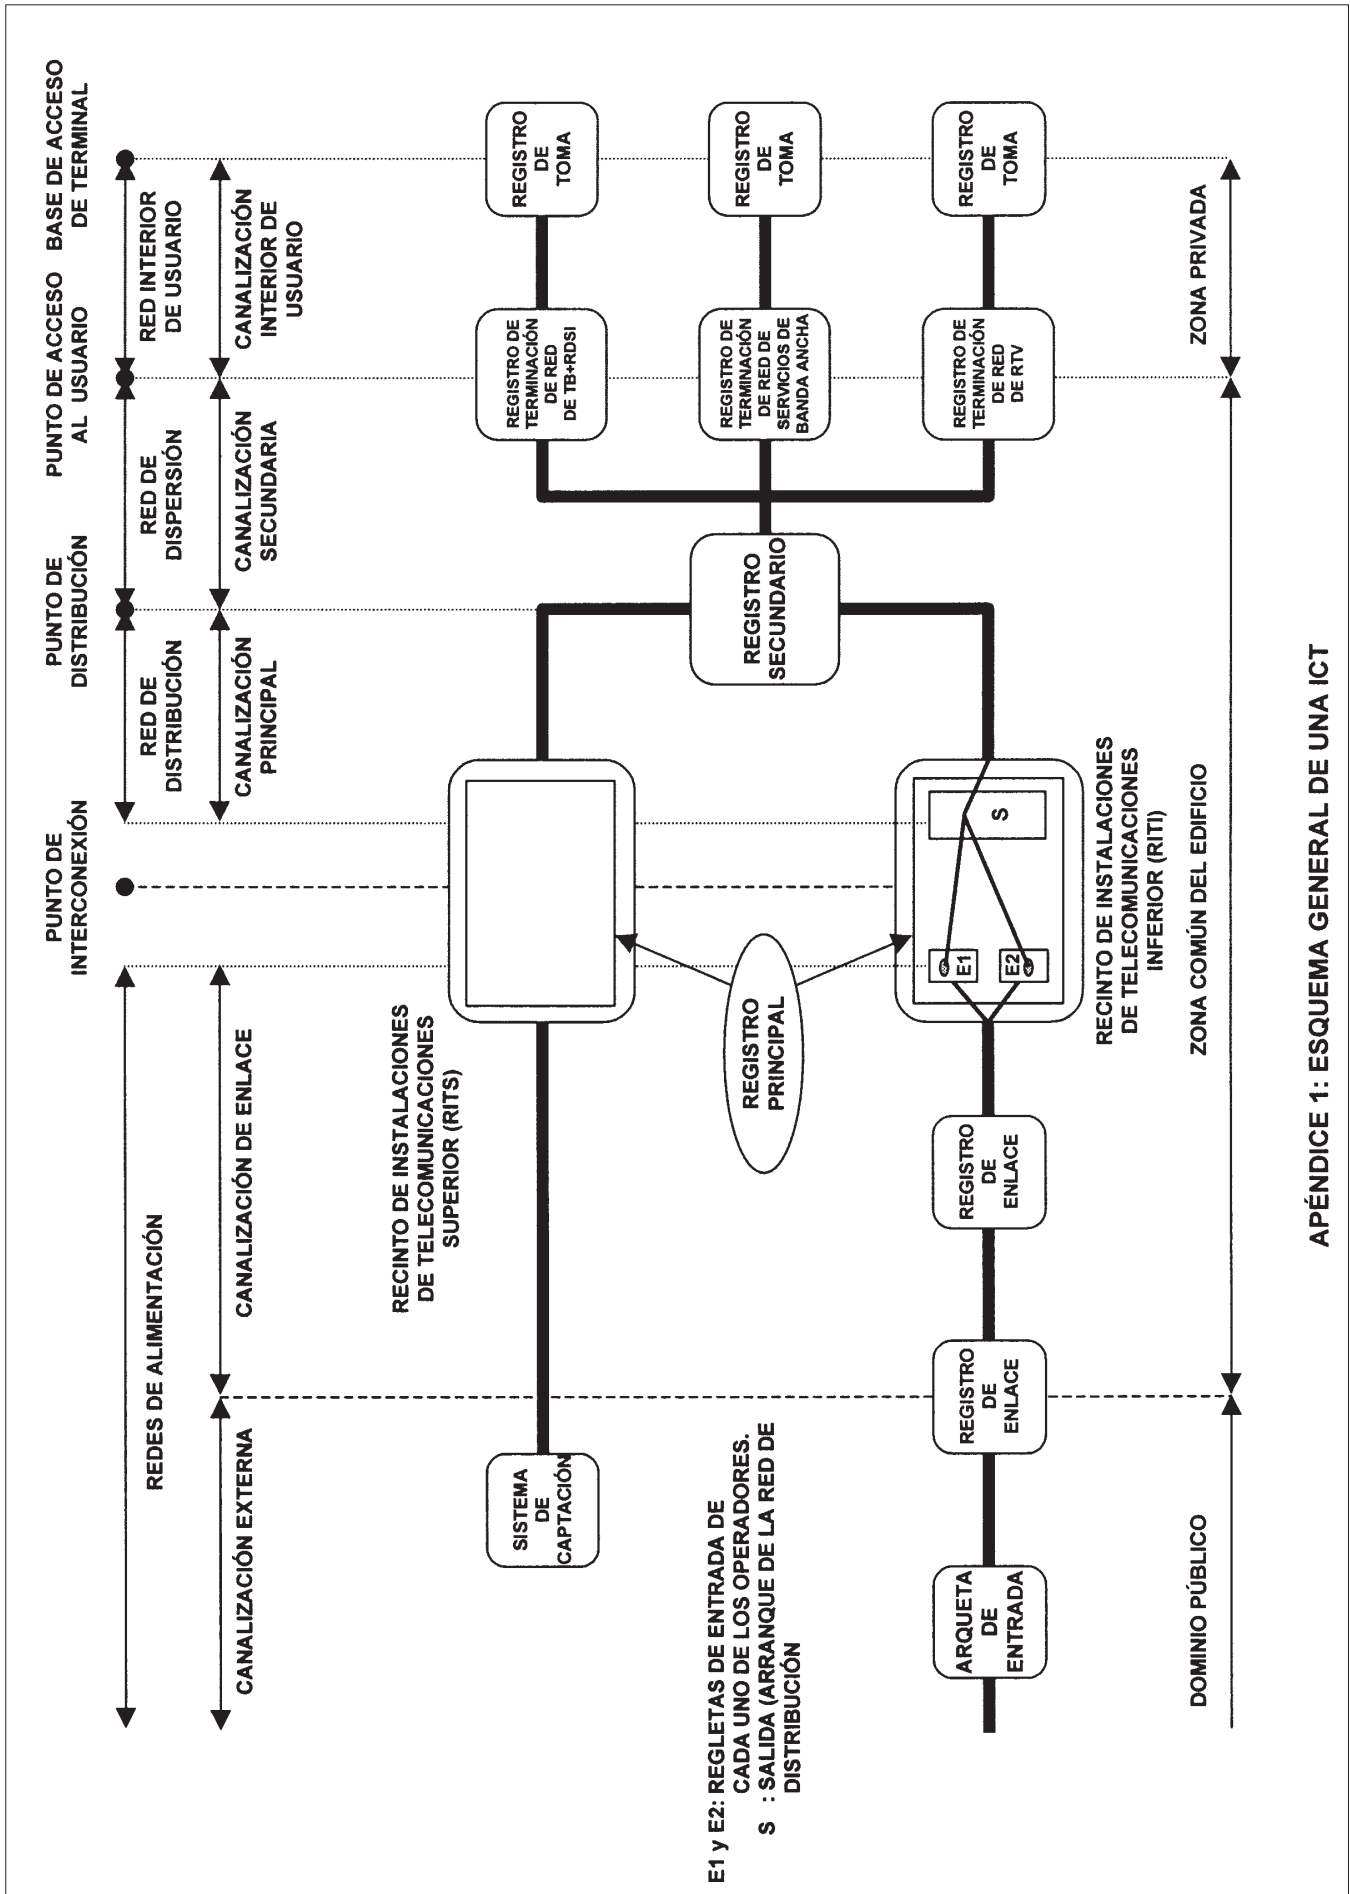 PUNTO DE
INTERCONEXIÓN
PUNTO DE
DISTRIBUCIÓN
PUNTO DE ACCESO
AL USUARIO
BASE DE ACCESO
DE TERMINAL
REDES DE ALIMENTACIÓN
RED DE
DISTRIBUCIÓN
RED DE
DISPERSIÓN
RED INTERIOR
DE USUARIO
CANALIZACIÓN EXTERNA
CANALIZACIÓN DE ENLACE
CANALIZACIÓN
PRINCIPAL
CANALIZACIÓN
SECUNDARIA
CANALIZACIÓN
INTERIOR DE
USUARIO
RECINTO DE INSTALACIONES
DE TELECOMUNICACIONES
SUPERIOR (RITS)
SISTEMA
DE
CAPTACIÓN
REGISTRO DE
TERMINACIÓN
DE RED
DE TB+RDSI
REGISTRO
DE
TOMA
REGISTRO
PRINCIPAL
REGISTRO
SECUNDARIO
REGISTRO DE
TERMINACIÓN
DE RED DE
SERVICIOS DE
BANDA ANCHA
REGISTRO
DE
TOMA
E1 y E2: REGLETAS DE ENTRADA DE
CADA UNO DE LOS OPERADORES.
S : SALIDA (ARRANQUE DE LA RED DE
DISTRIBUCIÓN
ARQUETA
DE
ENTRADA
REGISTRO
DE
ENLACE
REGISTRO
DE
ENLACE
E1
E2
S
REGISTRO DE
TERMINACIÓN
DE RED
DE RTV
REGISTRO
DE
TOMA
RECINTO DE INSTALACIONES
DE TELECOMUNICACIONES
INFERIOR (RITI)
DOMINIO PÚBLICO
ZONA COMÚN DEL EDIFICIO
ZONA PRIVADA
APÉNDICE 1: ESQUEMA GENERAL DE UNA ICT